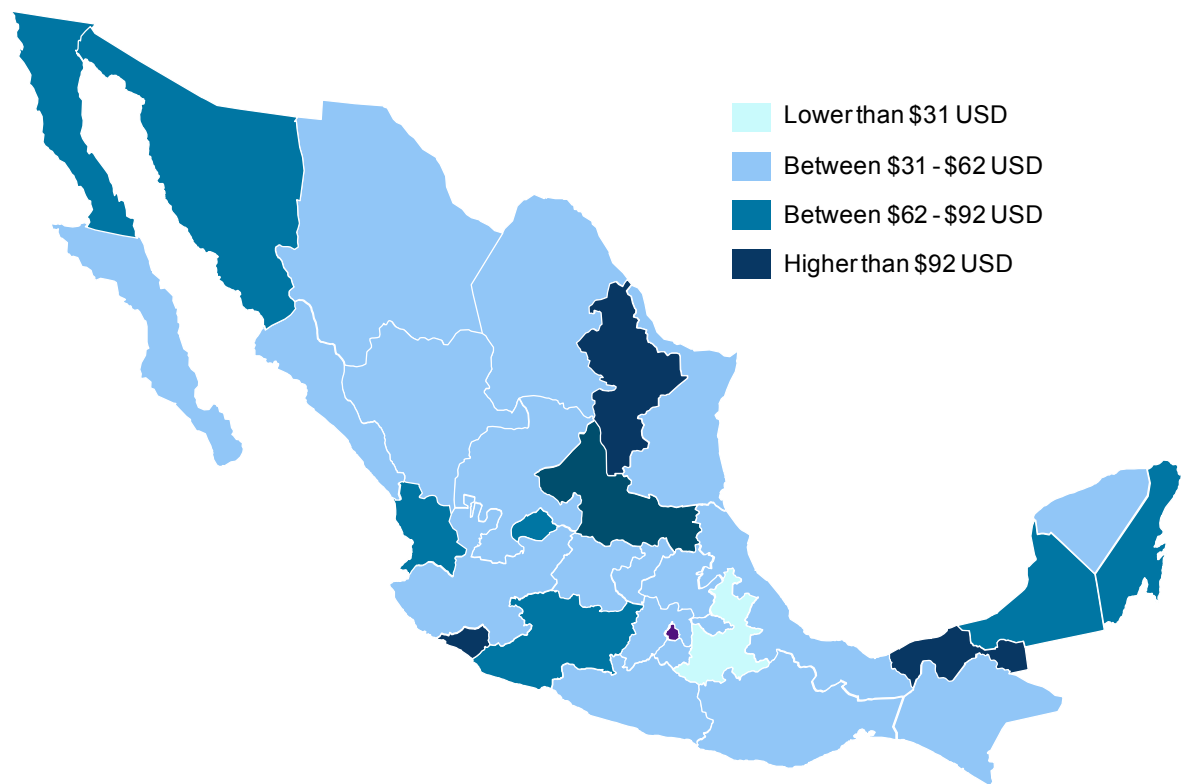 Lower than $31 USD
Between $31 - $62 USD
Between $62 - $92 USD
Higher than $92 USD